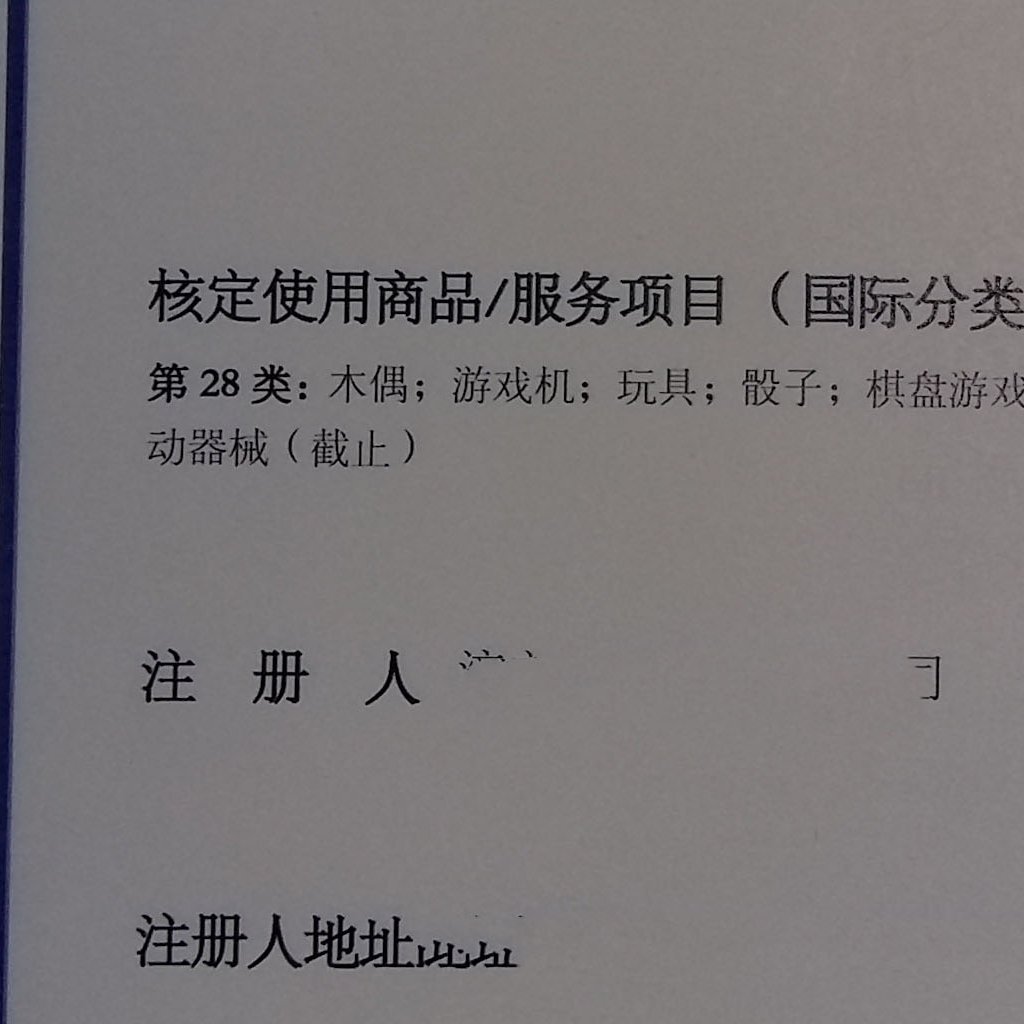 核定使用商品/服务项目（国际分类
第 28 类：木偶；游戏机；玩具；骰子；棋盘游戏
动器械（截止）
注 册 人
注册人地址